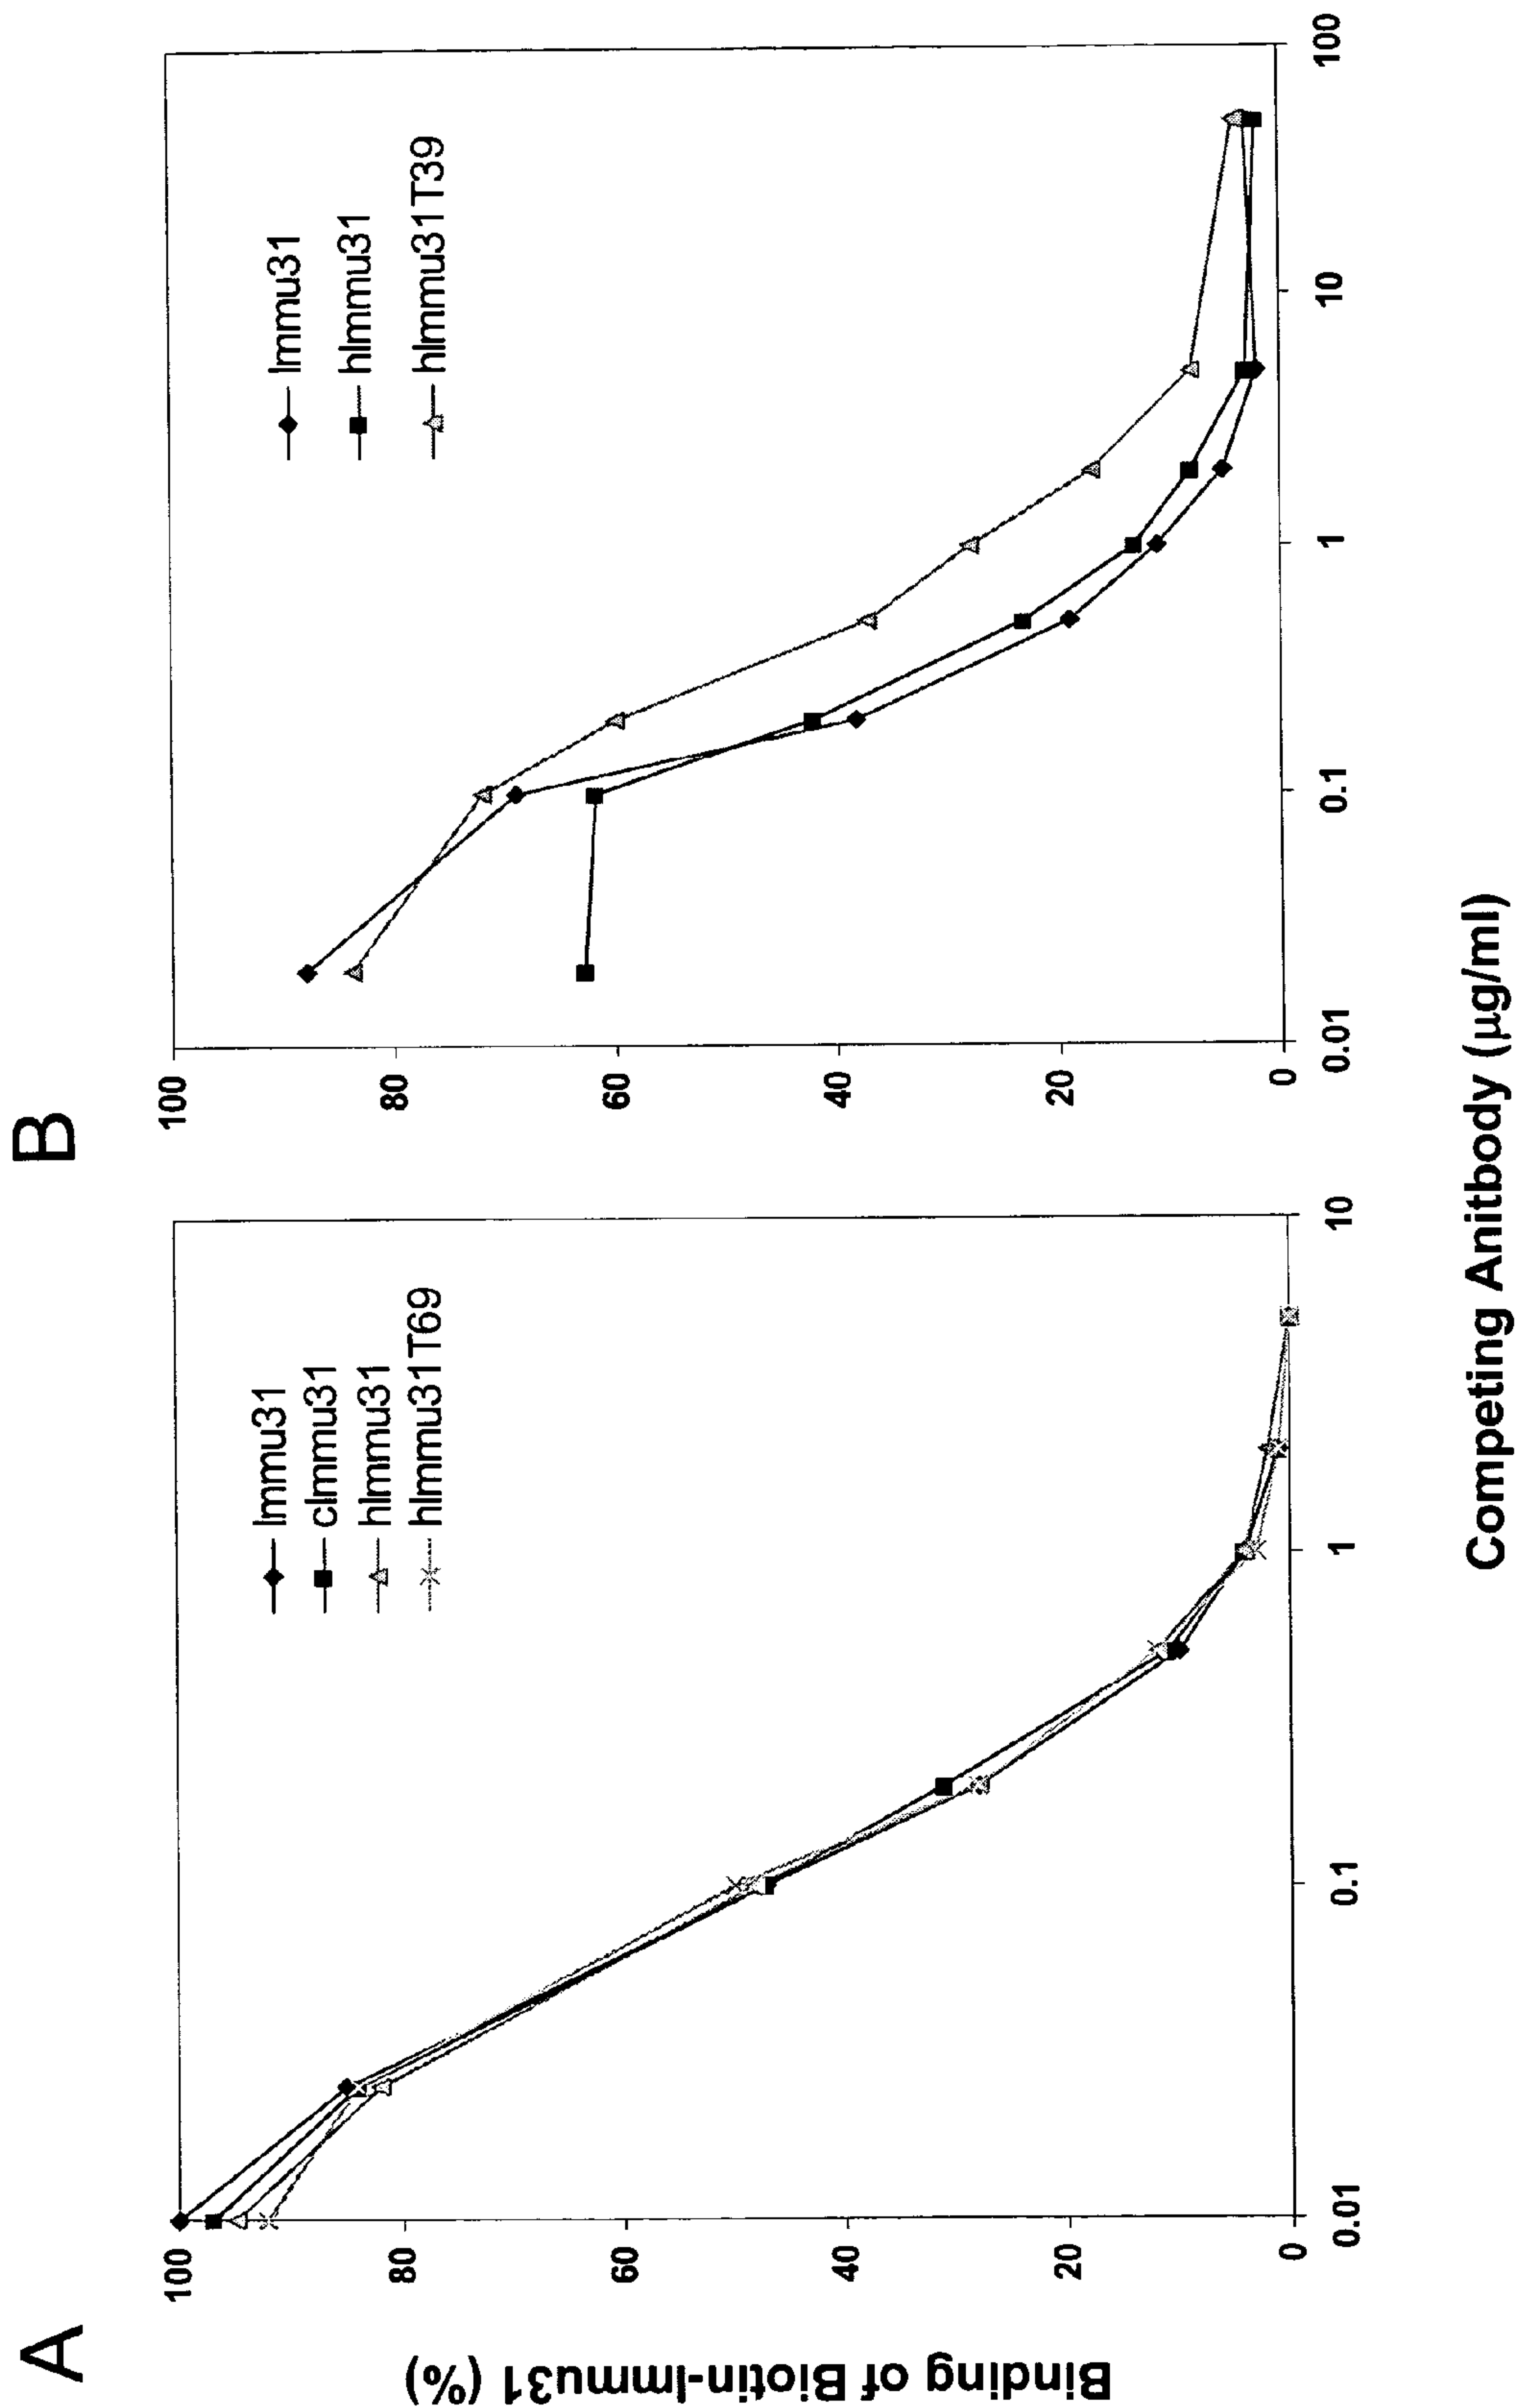 A
Binding of Biotin-Immu31 (%)
100
80
60
40
20
0
0.01
0.1
1
10
Immu31
cImmu31
hImmu31
hImmu31T69
B
100
80
60
40
20
0
0.01
0.1
1
10
100
Immu31
hImmu31
hImmu31T39
Competing Anitbody (µg/ml)